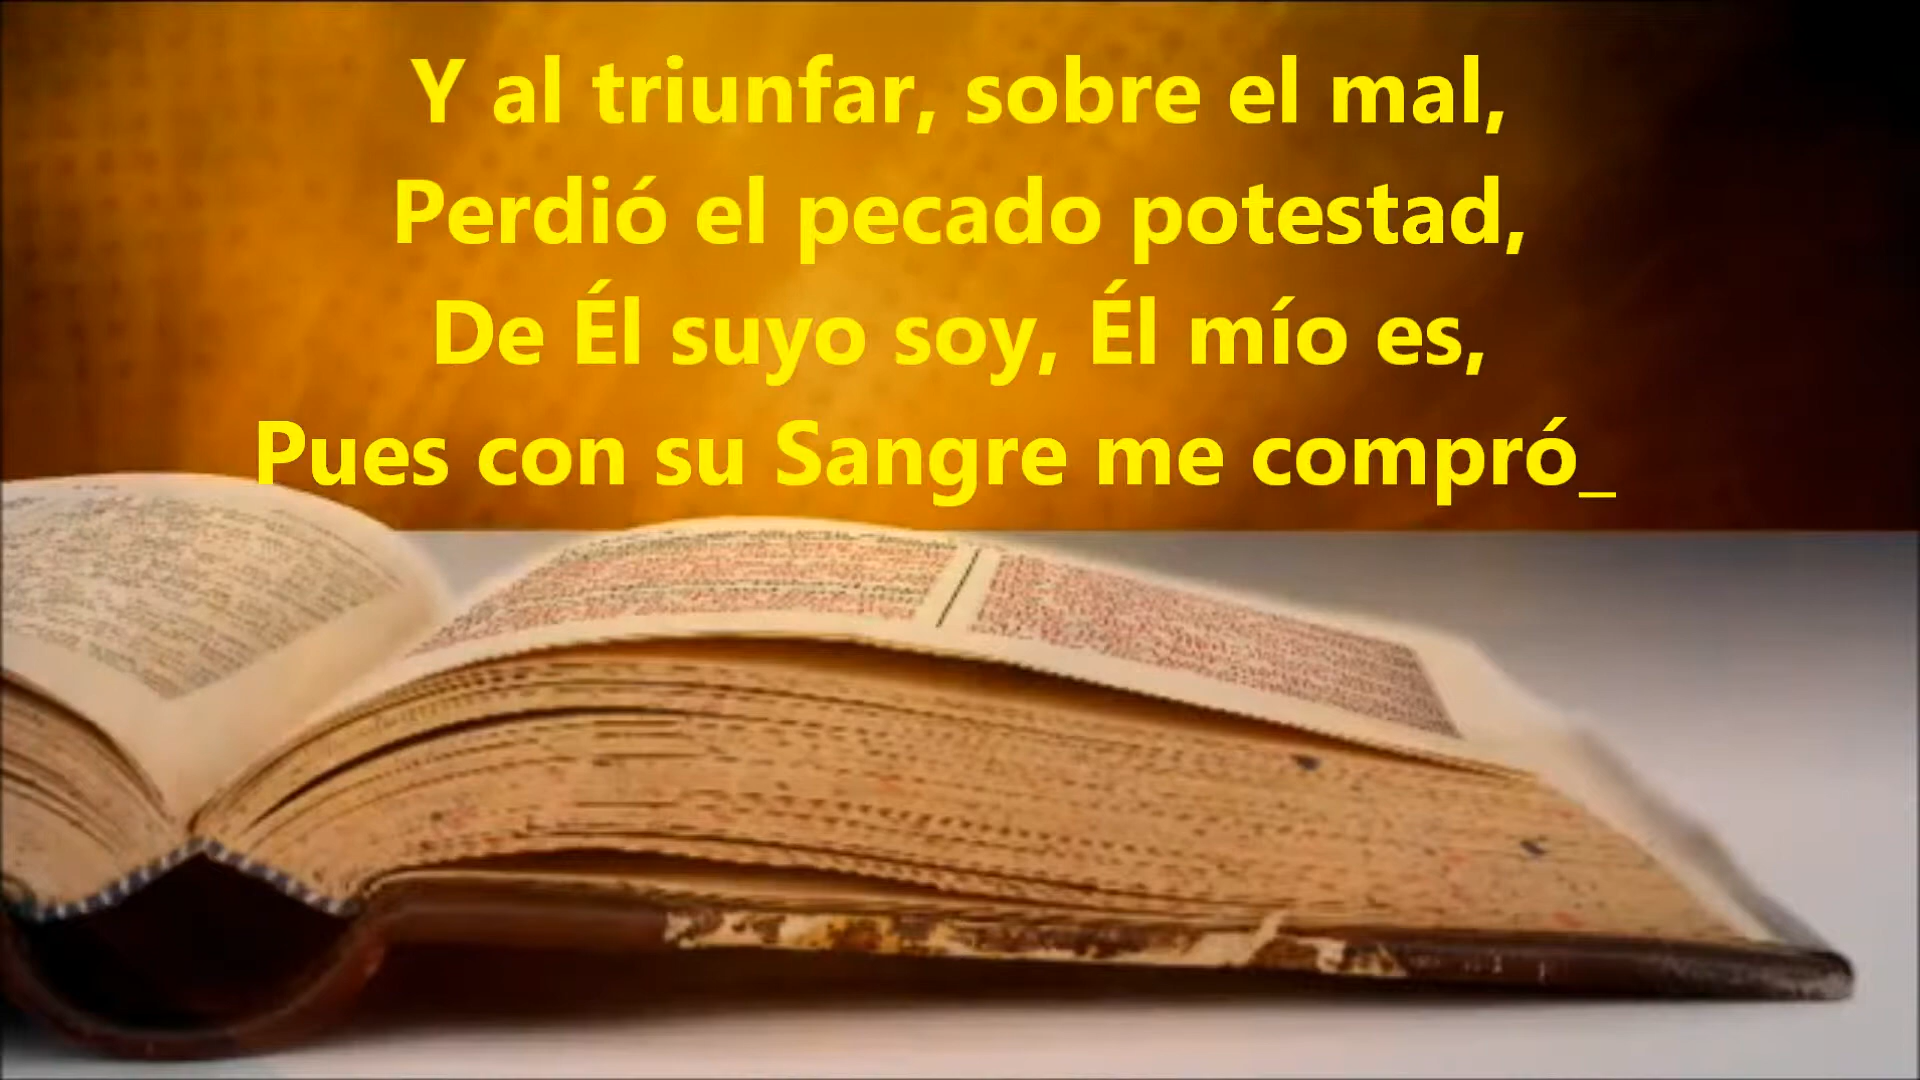 Y al triunfar, sobre el mal,
Perdió el pecado potestad,
De Él suyo soy, Él mío es,
Pues con su Sangre me compró_